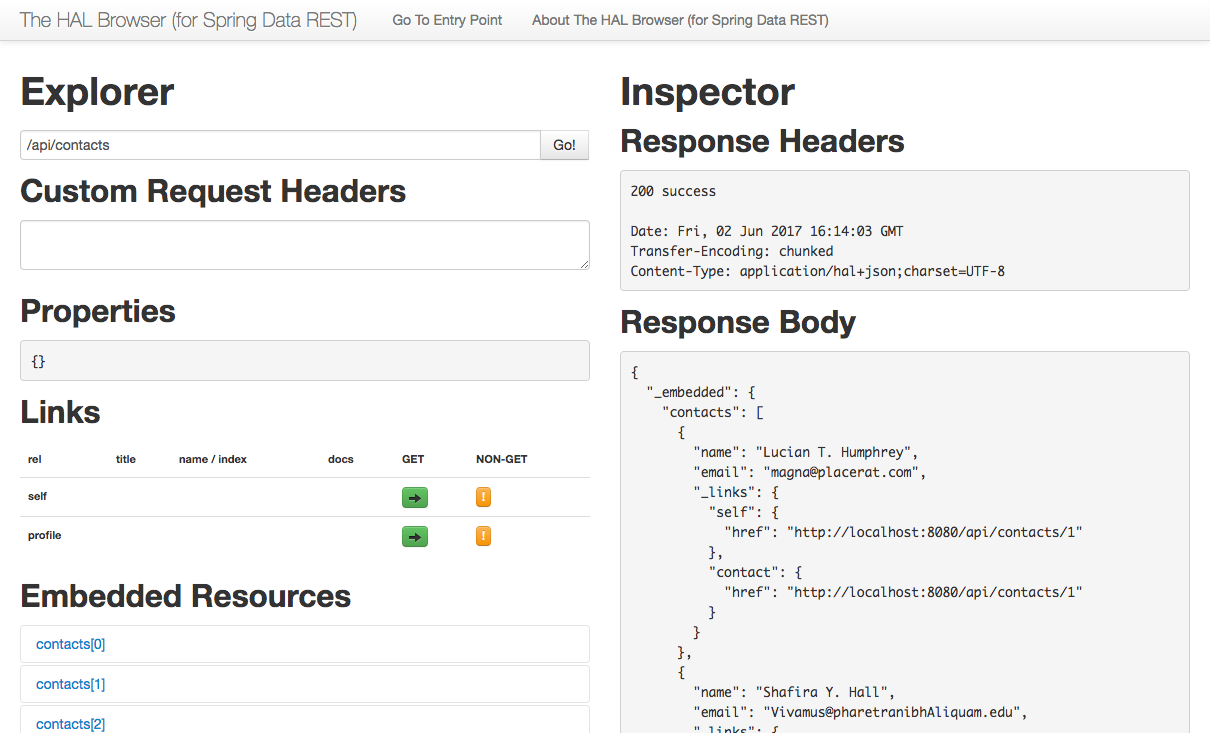 The HAL Browser (for Spring Data REST) Go To Entry Point About The HAL Browser (for Spring Data REST)
Explorer
/api/contacts Go!
Custom Request Headers
Properties
{}
Links
rel title name / index docs GET NON-GET
self ➔ !
profile ➔ !
Embedded Resources
contacts[0]
contacts[1]
contacts[2]
Inspector
Response Headers
200 success
Date: Fri, 02 Jun 2017 16:14:03 GMT
Transfer-Encoding: chunked
Content-Type: application/hal+json;charset=UTF-8
Response Body
{
"_embedded": {
"contacts": [
{
"name": "Lucian T. Humphrey",
"email": "magna@placerat.com",
"_links": {
"self": {
"href": "http://localhost:8080/api/contacts/1"
},
"contact": {
"href": "http://localhost:8080/api/contacts/1"
}
}
},
{
"name": "Shafira Y. Hall",
"email": "Vivamus@pharetranibhAliquam.edu",
"_links": {